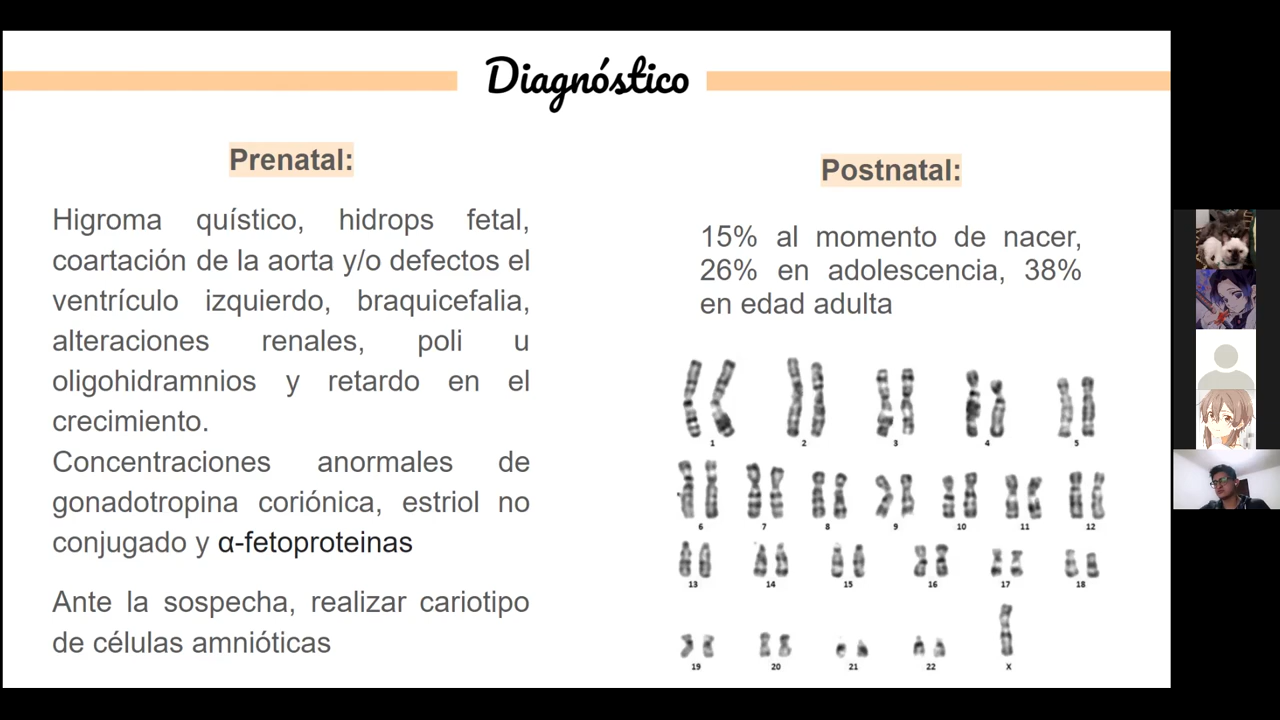 Diagnóstico
Prenatal:
Higroma quístico, hidrops fetal,
coartación de la aorta y/o defectos el
ventrículo izquierdo, braquicefalia,
alteraciones renales, poli u
oligohidramnios y retardo en el
crecimiento.
Concentraciones anormales de
gonadotropina coriónica, estriol no
conjugado y α-fetoproteinas
Ante la sospecha, realizar cariotipo
de células amnióticas
Postnatal:
15% al momento de nacer,
26% en adolescencia, 38%
en edad adulta
1 2 3 4 5
6 7 8 9 10 11 12
13 14 15 16 17 18
19 20 21 22 X